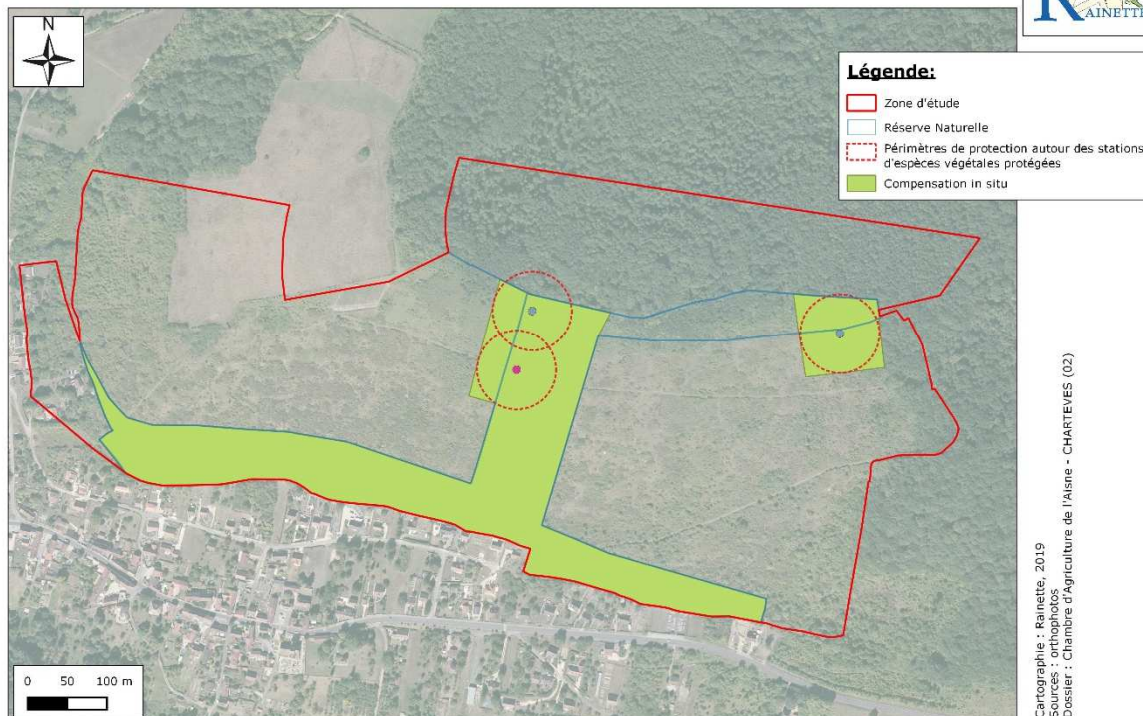 N
RAINETTE
Légende:
Zone d'étude
Réserve Naturelle
Périmètres de protection autour des stations
d'espèces végétales protégées
Compensation in situ
0 50 100 m
Cartographie : Rainette, 2019
Sources : orthophotos
Dossier : Chambre d'Agriculture de l'Aisne - CHARTEVES (02)